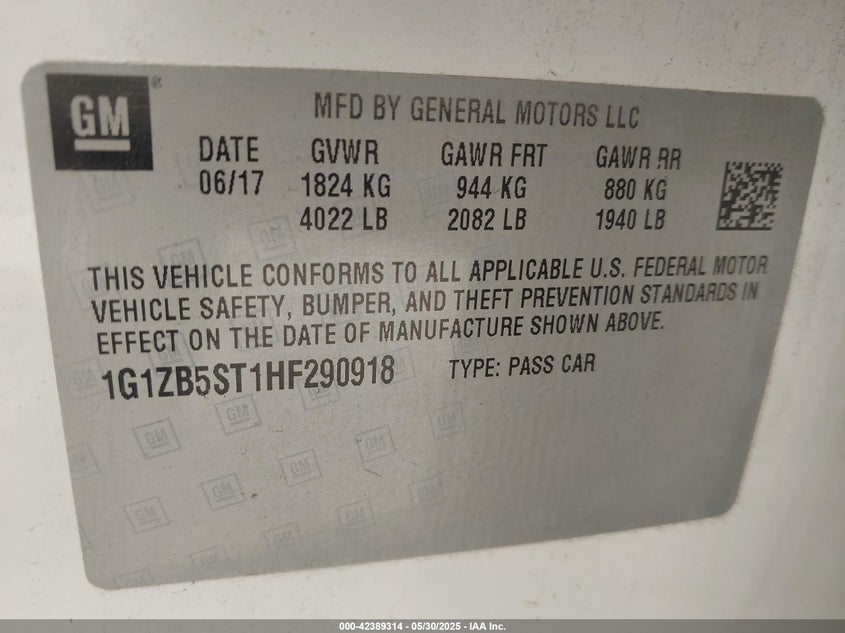 GM
MFD BY GENERAL MOTORS LLC
DATE GVWR GAWR FRT GAWR RR
06/17 1824 KG 944 KG 880 KG
4022 LB 2082 LB 1940 LB
THIS VEHICLE CONFORMS TO ALL APPLICABLE U.S. FEDERAL MOTOR
VEHICLE SAFETY, BUMPER, AND THEFT PREVENTION STANDARDS IN
EFFECT ON THE DATE OF MANUFACTURE SHOWN ABOVE.
1G1ZB5ST1HF290918 TYPE: PASS CAR
000-42389314 - 05/30/2025 - IAA Inc.